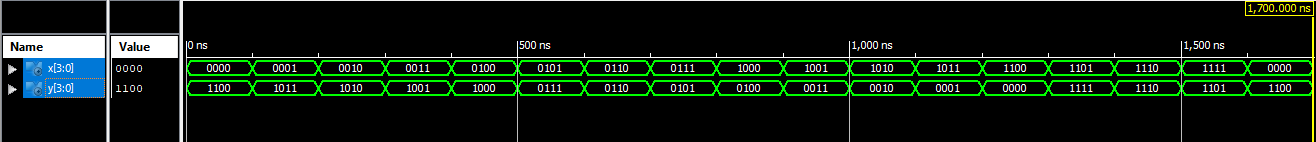 1,700.000 ns
Name Value 0 ns 500 ns 1,000 ns 1,500 ns
x[3:0] 0000 0000 0001 0010 0011 0100 0101 0110 0111 1000 1001 1010 1011 1100 1101 1110 1111 0000
y[3:0] 1100 1100 1011 1010 1001 1000 0111 0110 0101 0100 0011 0010 0001 0000 1111 1110 1101 1100